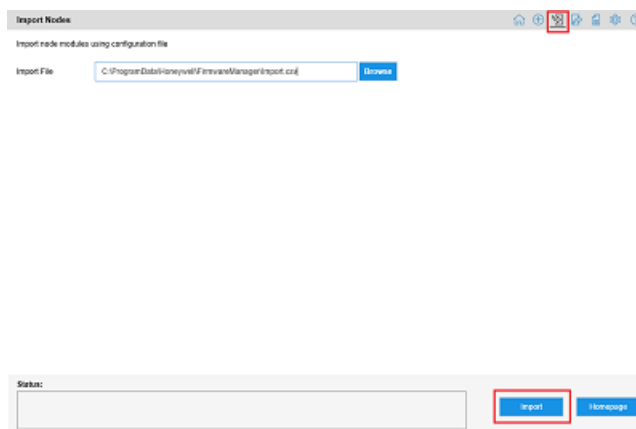 Import Nodes
Import node modules using configuration file
Import File
C:\ProgramData\Honeywell\FirmwareManager\Import.csv
Browse
Status:
Import
Homepage